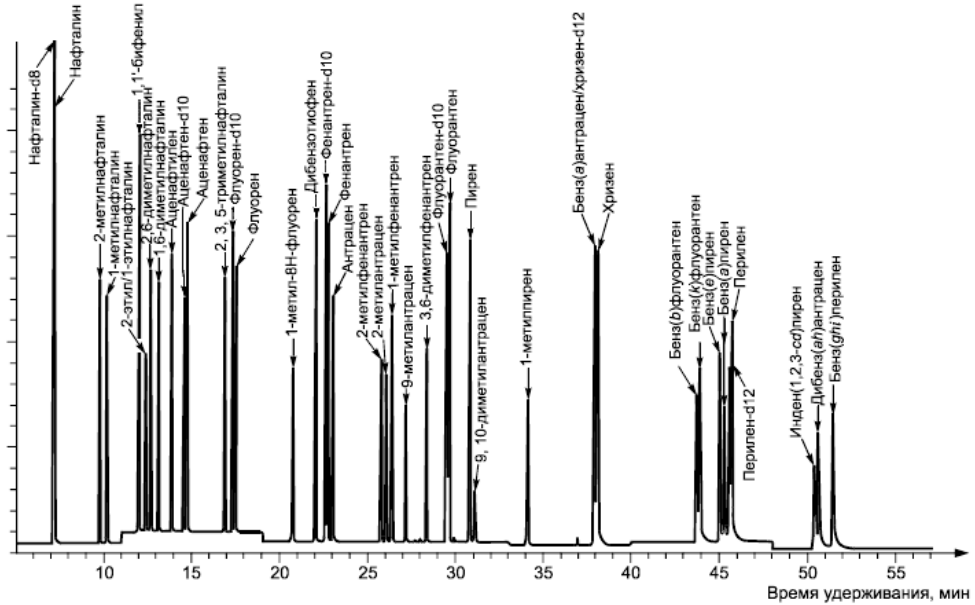 Нафталин-d8
Нафталин
2-метилнафталин
1-метилнафталин
2-этил/1-этилнафталин
1,1'-бифенил
2,6-диметилнафталин
1,6-диметилнафталин
Аценафтилен
Аценафтен-d10
Аценафтен
2, 3, 5-триметилнафталин
Флуорен-d10
Флуорен
1-метил-8Н-флуорен
Дибензотиофен
Фенантрен-d10
Фенантрен
Антрацен
2-метилфенантрен
2-метилантрацен
1-метилфенантрен
9-метилантрацен
3,6-диметилфенантрен
Флуорантен-d10
Флуорантен
Пирен
9, 10-диметилантрацен
1-метилпирен
Бенз(a)антрацен/хризен-d12
Хризен
Бенз(b)флуорантен
Бенз(k)флуорантен
Бенз(e)пирен
Бенз(a)пирен
Перилен
Перилен-d12
Инден(1,2,3-cd)пирен
Дибенз(ah)антрацен
Бенз(ghi)перилен
10 15 20 25 30 35 40 45 50 55
Время удерживания, мин